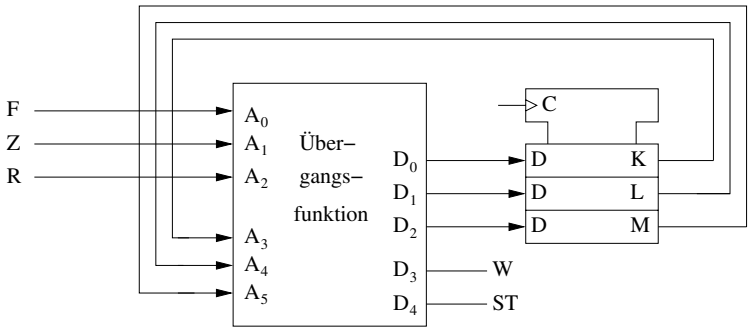 F
Z
R
A0
A1
A2
A3
A4
A5
Über-
gangs-
funktion
D0
D1
D2
D3
D4
W
ST
C
D K
D L
D M